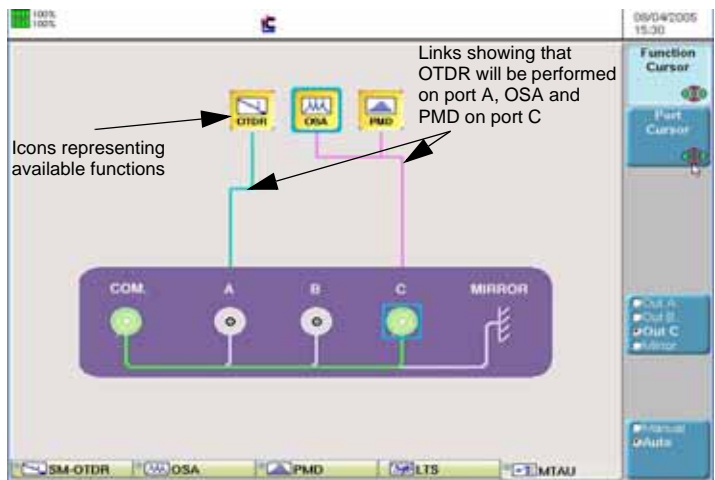 100%
100%
08/04/2005
15:30
Function
Cursor
Port
Cursor
Links showing that
OTDR will be performed
on port A, OSA and
PMD on port C
Icons representing
available functions
OTDR
OSA
PMD
COM.
A
B
C
MIRROR
Out A
Out B
Out C
Mirror
Manual
Auto
SM-OTDR
OSA
PMD
LTS
MTAU